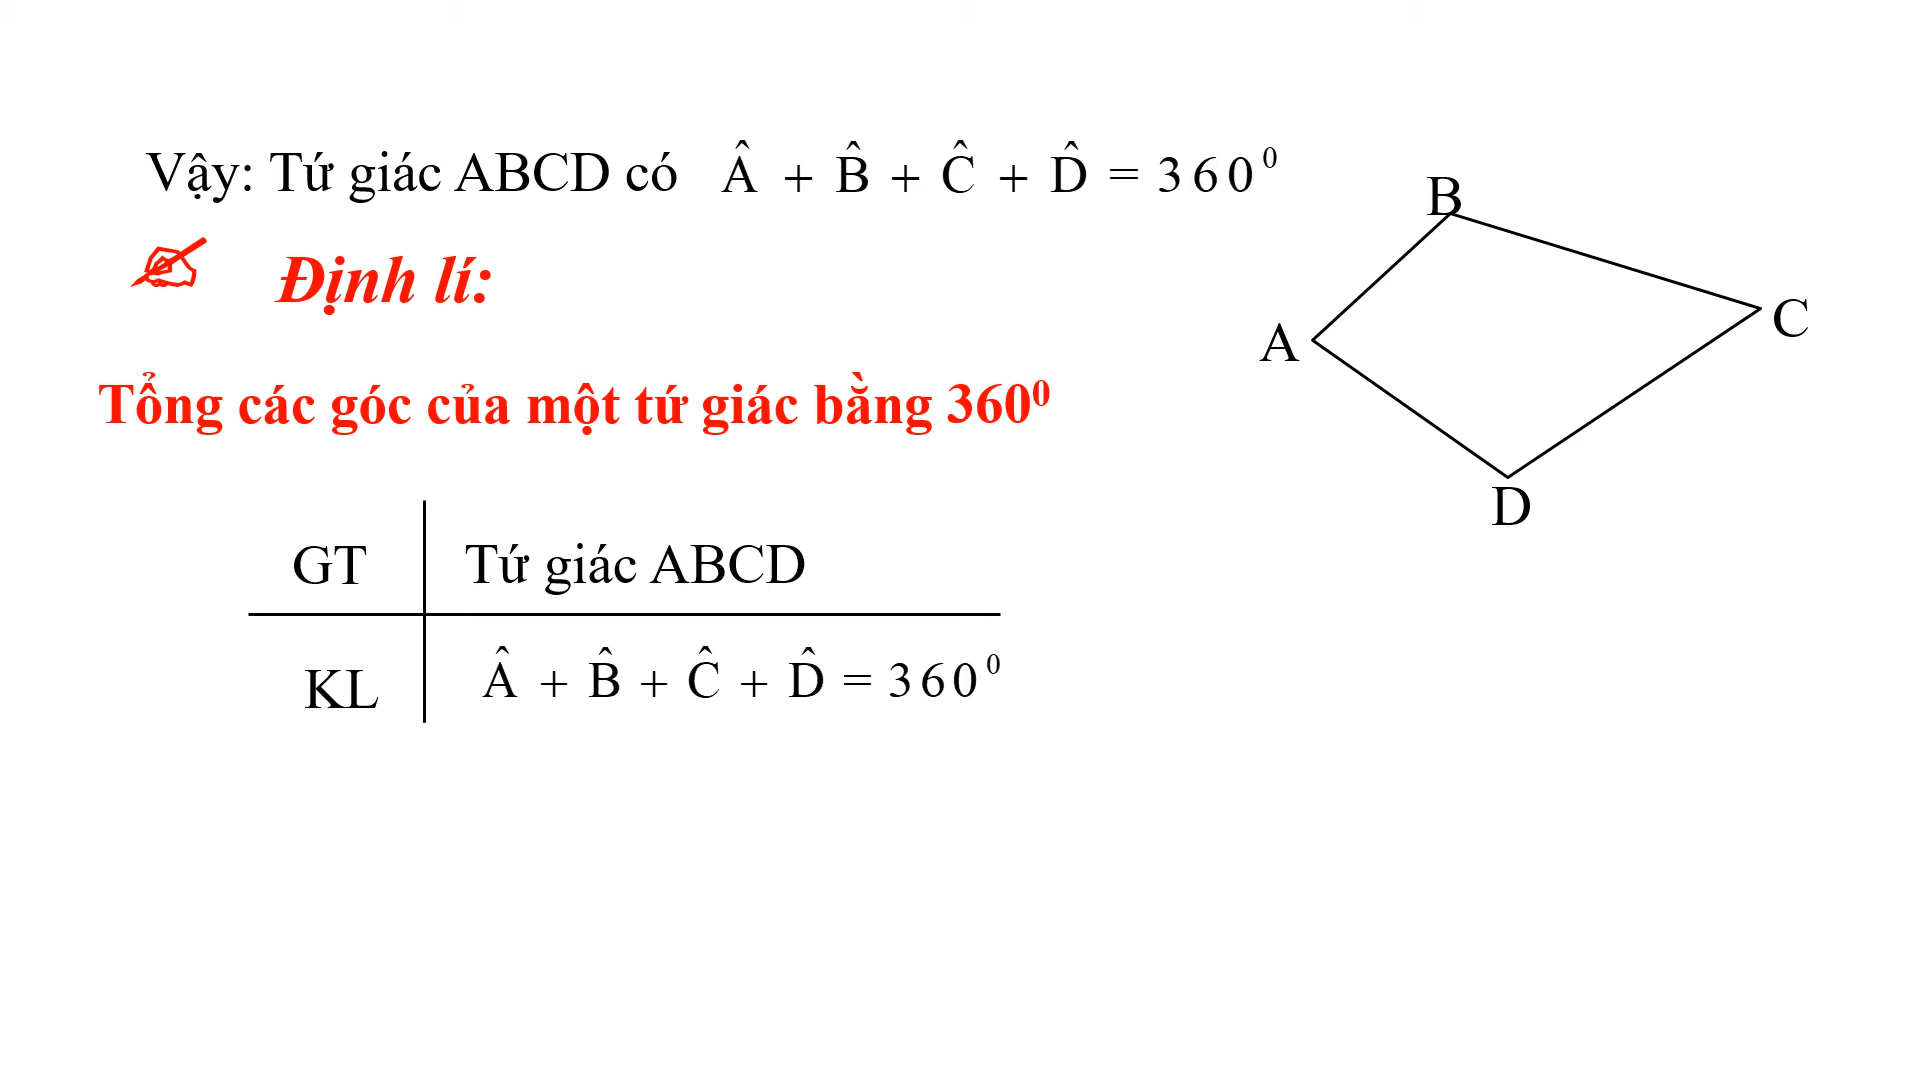 Vậy: Tứ giác ABCD có Â + B̂ + Ĉ + D̂ = 360⁰
Định lí:
Tổng các góc của một tứ giác bằng 360⁰
GT Tứ giác ABCD
KL Â + B̂ + Ĉ + D̂ = 360⁰
B
A
C
D